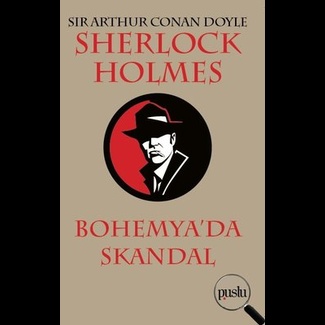 SIR ARTHUR CONAN DOYLE
SHERLOCK
HOLMES
BOHEMYA'DA
SKANDAL
puslu